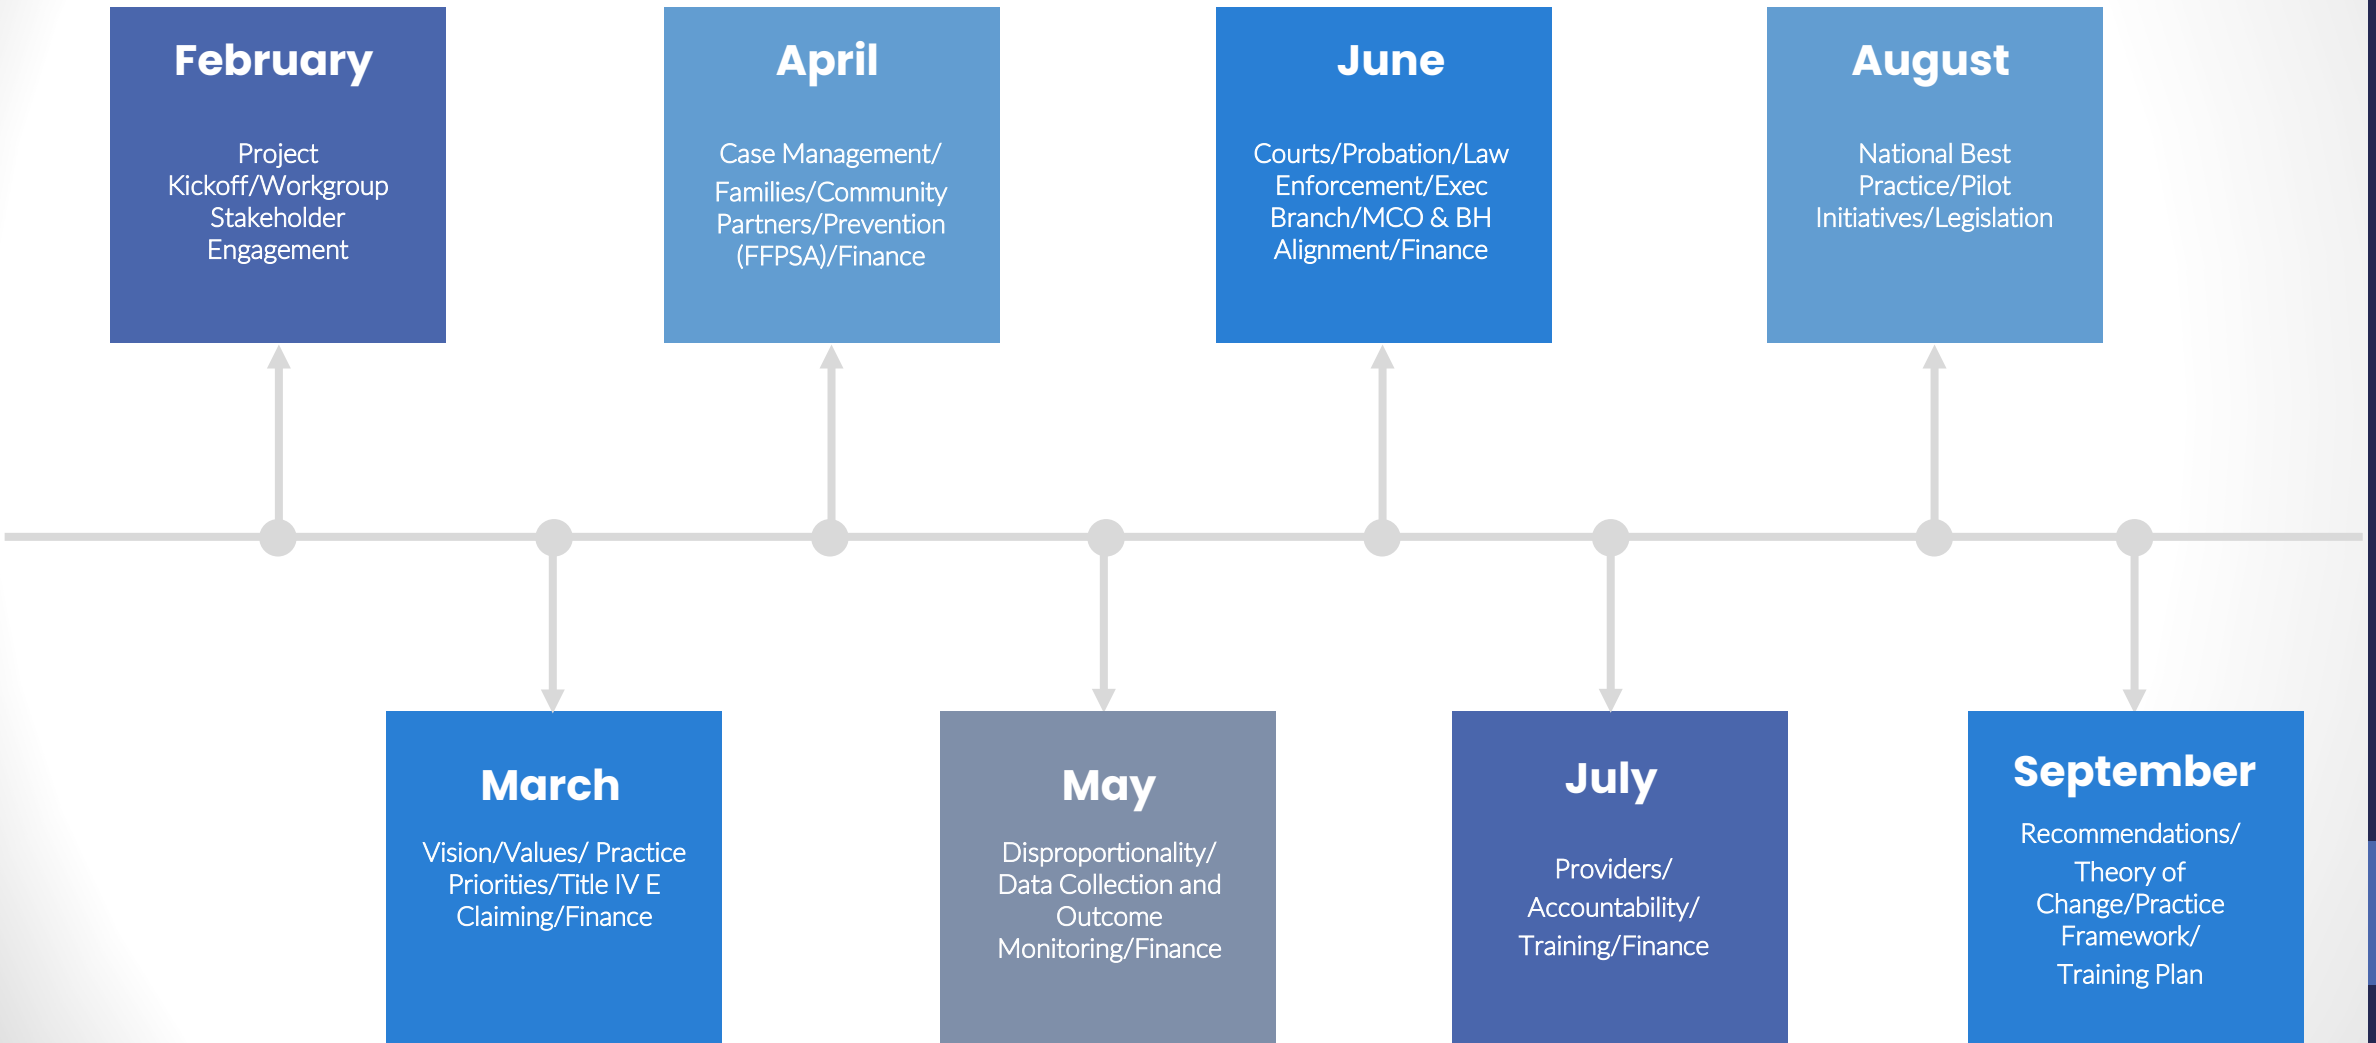 February
Project
Kickoff/Workgroup
Stakeholder
Engagement
March
Vision/Values/ Practice
Priorities/Title IV E
Claiming/Finance
April
Case Management/
Families/Community
Partners/Prevention
(FFPSA)/Finance
May
Disproportionality/
Data Collection and
Outcome
Monitoring/Finance
June
Courts/Probation/Law
Enforcement/Exec
Branch/MCO & BH
Alignment/Finance
July
Providers/
Accountability/
Training/Finance
August
National Best
Practice/Pilot
Initiatives/Legislation
September
Recommendations/
Theory of
Change/Practice
Framework/
Training Plan